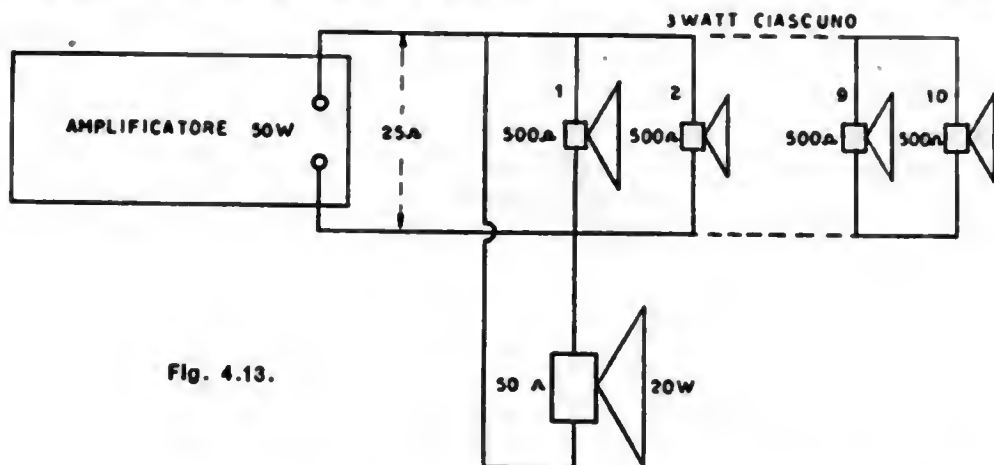 3 WATT CIASCUNO
1
2
9
10
AMPLIFICATORE 50W
25Ω
500Ω
500Ω
500Ω
500Ω
50 Ω
20W
Fig. 4.13.